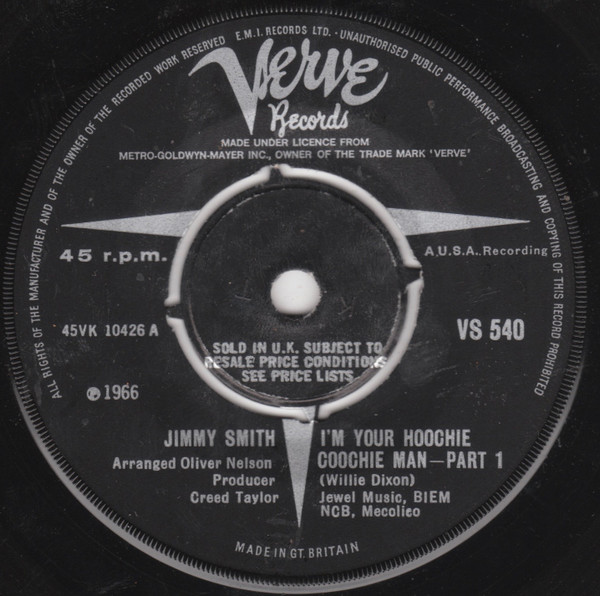 ALL RIGHTS OF THE MANUFACTURER AND OF THE OWNER OF THE RECORDED WORK RESERVED E.M.I. RECORDS LTD. · UNAUTHORISED PUBLIC PERFORMANCE BROADCASTING AND COPYING OF THIS RECORD PROHIBITED
Verve
Records
MADE UNDER LICENCE FROM
METRO-GOLDWYN-MAYER INC., OWNER OF THE TRADE MARK 'VERVE'
45 r.p.m.
A U.S.A. Recording
45VK 10426 A
VS 540
SOLD IN U.K. SUBJECT TO
RESALE PRICE CONDITIONS
SEE PRICE LISTS
℗ 1966
JIMMY SMITH
Arranged Oliver Nelson
Producer
Creed Taylor
I'M YOUR HOOCHIE
COOCHIE MAN—PART 1
(Willie Dixon)
Jewel Music, BIEM
NCB, Mecolico
MADE IN GT. BRITAIN